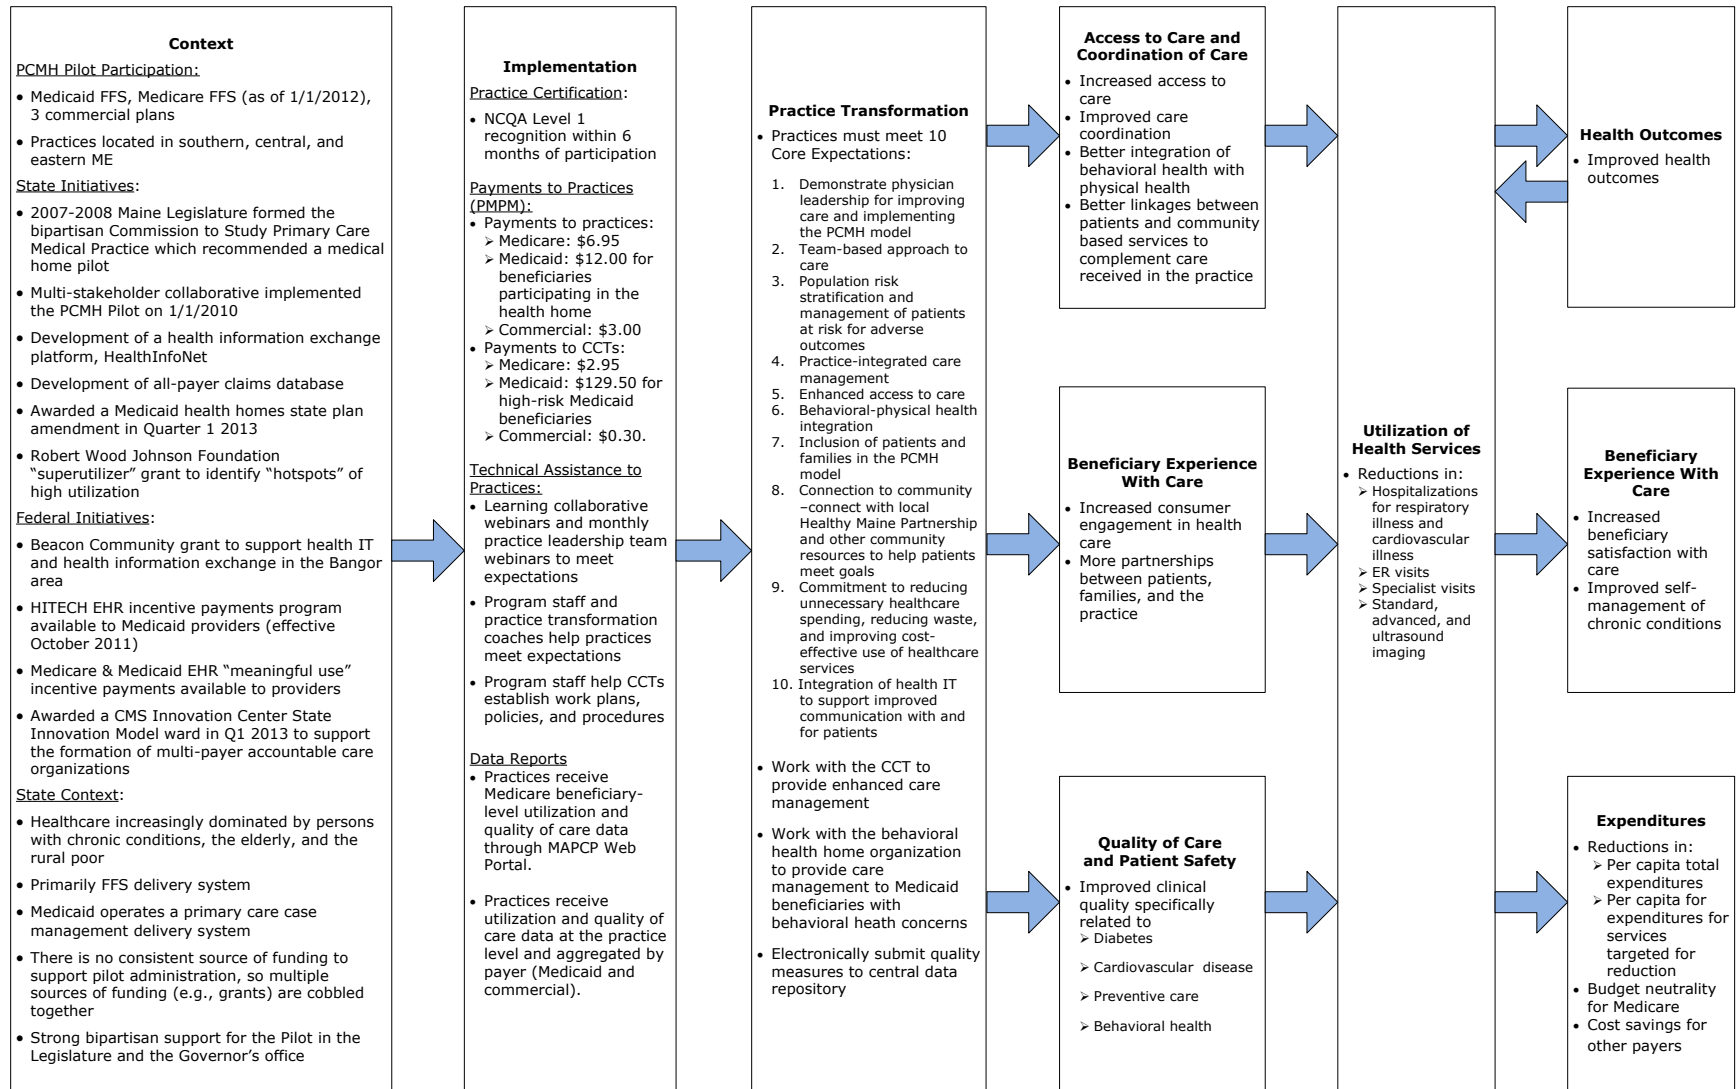 Context
PCMH Pilot Participation:
• Medicaid FFS, Medicare FFS (as of 1/1/2012),
3 commercial plans
• Practices located in southern, central, and
eastern ME
State Initiatives:
• 2007-2008 Maine Legislature formed the
bipartisan Commission to Study Primary Care
Medical Practice which recommended a medical
home pilot
• Multi-stakeholder collaborative implemented
the PCMH Pilot on 1/1/2010
• Development of a health information exchange
platform, HealthInfoNet
• Development of all-payer claims database
• Awarded a Medicaid health homes state plan
amendment in Quarter 1 2013
• Robert Wood Johnson Foundation
“superutilizer” grant to identify “hotspots” of
high utilization
Federal Initiatives:
• Beacon Community grant to support health IT
and health information exchange in the Bangor
area
• HITECH EHR incentive payments program
available to Medicaid providers (effective
October 2011)
• Medicare & Medicaid EHR “meaningful use”
incentive payments available to providers
• Awarded a CMS Innovation Center State
Innovation Model ward in Q1 2013 to support
the formation of multi-payer accountable care
organizations
State Context:
• Healthcare increasingly dominated by persons
with chronic conditions, the elderly, and the
rural poor
• Primarily FFS delivery system
• Medicaid operates a primary care case
management delivery system
• There is no consistent source of funding to
support pilot administration, so multiple
sources of funding (e.g., grants) are cobbled
together
• Strong bipartisan support for the Pilot in the
Legislature and the Governor’s office
Implementation
Practice Certification:
• NCQA Level 1
recognition within 6
months of participation
Payments to Practices
(PMPM):
• Payments to practices:
➢ Medicare: $6.95
➢ Medicaid: $12.00 for
beneficiaries
participating in the
health home
➢ Commercial: $3.00
• Payments to CCTs:
➢ Medicare: $2.95
➢ Medicaid: $129.50 for
high-risk Medicaid
beneficiaries
➢ Commercial: $0.30.
Technical Assistance to
Practices:
• Learning collaborative
webinars and monthly
practice leadership team
webinars to meet
expectations
• Program staff and
practice transformation
coaches help practices
meet expectations
• Program staff help CCTs
establish work plans,
policies, and procedures
Data Reports
• Practices receive
Medicare beneficiary-
level utilization and
quality of care data
through MAPCP Web
Portal.
• Practices receive
utilization and quality of
care data at the practice
level and aggregated by
payer (Medicaid and
commercial).
Practice Transformation
• Practices must meet 10
Core Expectations:
1. Demonstrate physician
leadership for improving
care and implementing
the PCMH model
2. Team-based approach to
care
3. Population risk
stratification and
management of patients
at risk for adverse
outcomes
4. Practice-integrated care
management
5. Enhanced access to care
6. Behavioral-physical health
integration
7. Inclusion of patients and
families in the PCMH
model
8. Connection to community
–connect with local
Healthy Maine Partnership
and other community
resources to help patients
meet goals
9. Commitment to reducing
unnecessary healthcare
spending, reducing waste,
and improving cost-
effective use of healthcare
services
10. Integration of health IT
to support improved
communication with and
for patients
• Work with the CCT to
provide enhanced care
management
• Work with the behavioral
health home organization
to provide care
management to Medicaid
beneficiaries with
behavioral heath concerns
• Electronically submit quality
measures to central data
repository
Access to Care and
Coordination of Care
• Increased access to
care
• Improved care
coordination
• Better integration of
behavioral health with
physical health
• Better linkages between
patients and community
based services to
complement care
received in the practice
Beneficiary Experience
With Care
• Increased consumer
engagement in health
care
• More partnerships
between patients,
families, and the
practice
Quality of Care
and Patient Safety
• Improved clinical
quality specifically
related to
➢ Diabetes
➢ Cardiovascular disease
➢ Preventive care
➢ Behavioral health
Utilization of
Health Services
• Reductions in:
➢ Hospitalizations
for respiratory
illness and
cardiovascular
illness
➢ ER visits
➢ Specialist visits
➢ Standard,
advanced, and
ultrasound
imaging
Health Outcomes
• Improved health
outcomes
Beneficiary
Experience With
Care
• Increased
beneficiary
satisfaction with
care
• Improved self-
management of
chronic conditions
Expenditures
• Reductions in:
➢ Per capita total
expenditures
➢ Per capita for
expenditures for
services
targeted for
reduction
• Budget neutrality
for Medicare
• Cost savings for
other payers